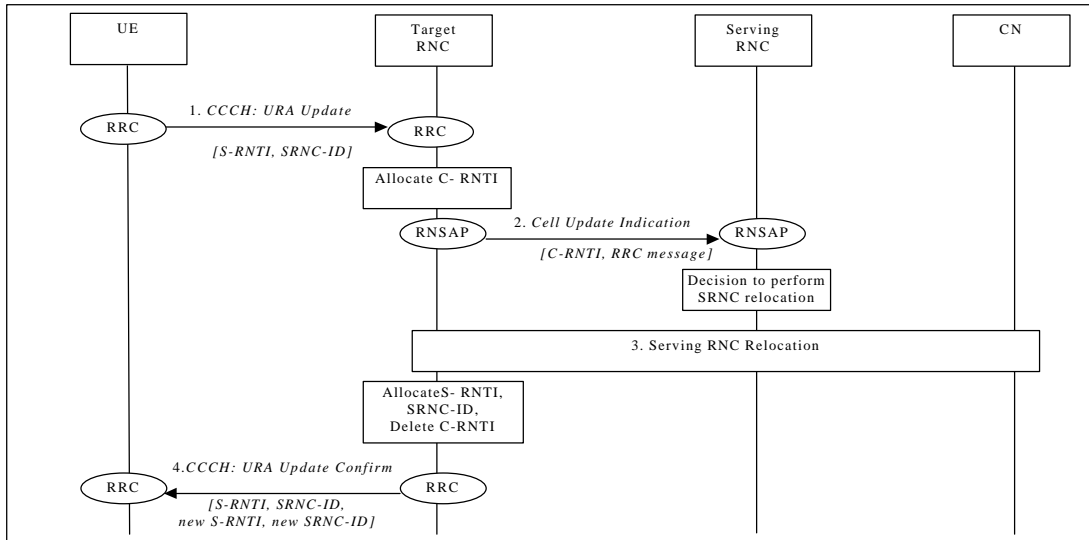 UE
Target
RNC
Serving
RNC
CN
1. CCCH: URA Update
RRC
RRC
[S-RNTI, SRNC-ID]
Allocate C- RNTI
2. Cell Update Indication
RNSAP
RNSAP
[C-RNTI, RRC message]
Decision to perform
SRNC relocation
3. Serving RNC Relocation
AllocateS- RNTI,
SRNC-ID,
Delete C-RNTI
4.CCCH: URA Update Confirm
RRC
RRC
[S-RNTI, SRNC-ID,
new S-RNTI, new SRNC-ID]